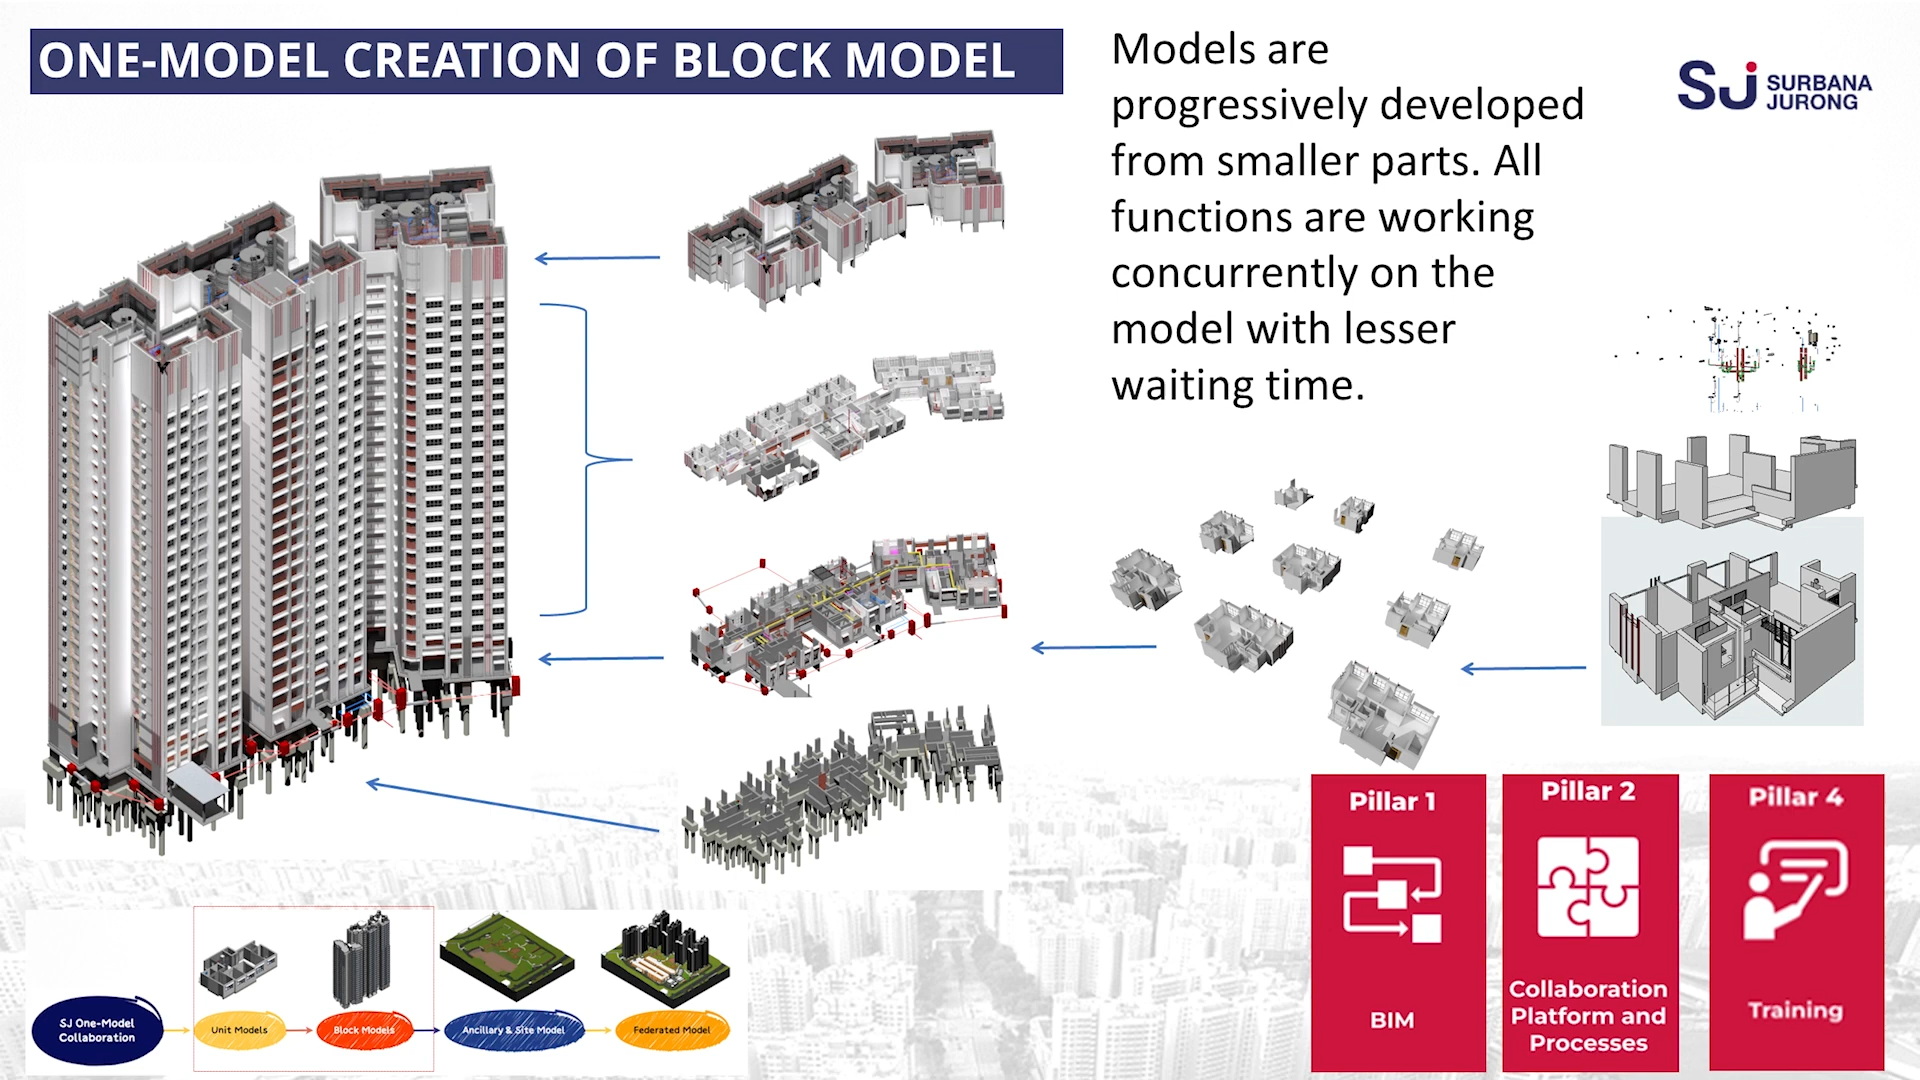 ONE-MODEL CREATION OF BLOCK MODEL
Models are
progressively developed
from smaller parts. All
functions are working
concurrently on the
model with lesser
waiting time.
SJ SURBANA
JURONG
Pillar 1
BIM
Pillar 2
Collaboration
Platform and
Processes
Pillar 4
Training
SJ One-Model
Collaboration
Unit Models
Block Models
Ancillary & Site Model
Federated Model